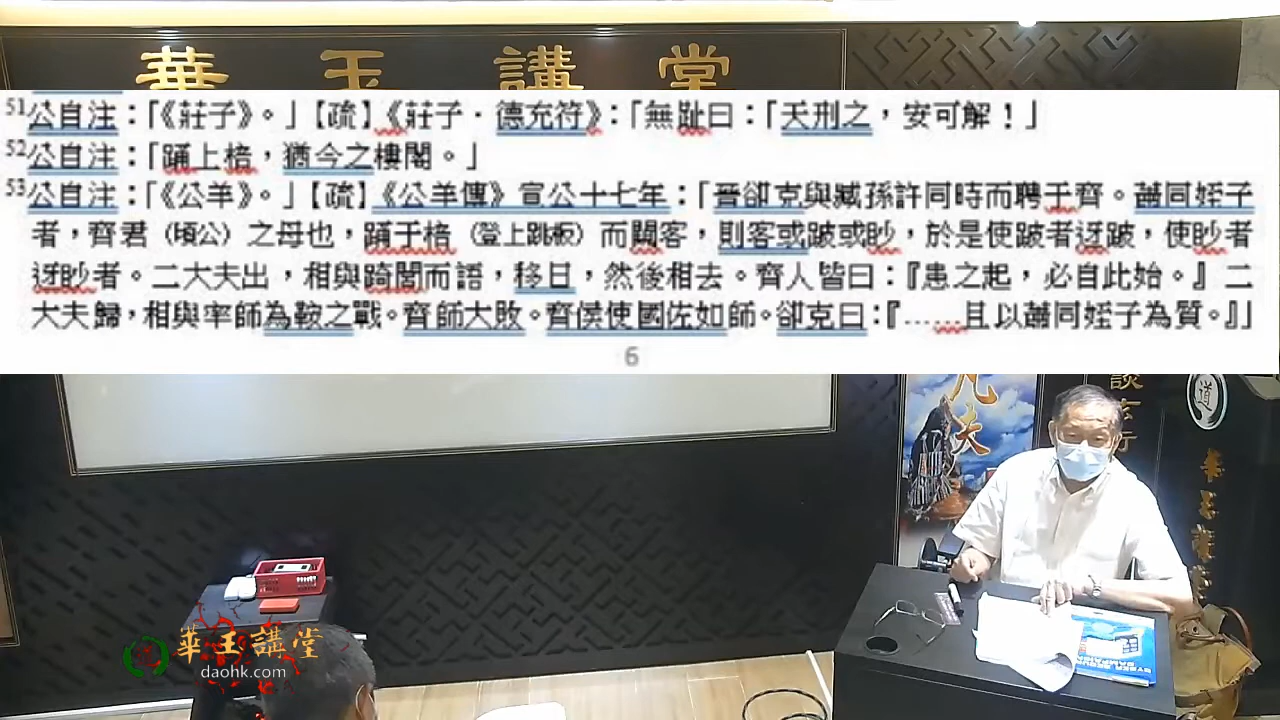 華玉講堂
51公自注：「《莊子》。」【疏】《莊子．德充符》：「無趾曰：「天刑之，安可解！」
52公自注：「踊上棓，猶今之樓閣。」
53公自注：「《公羊》。」【疏】《公羊傳》宣公十七年：「晉卻克與臧孫許同時而聘于齊。蕭同姪子
者，齊君（頃公）之母也，踊于棓（登上跳板）而闚客，則客或跛或眇，於是使跛者迓跛，使眇者
迓眇者。二大夫出，相與踦閭而語，移日，然後相去。齊人皆曰：『患之起，必自此始。』二
大夫歸，相與率師為鞍之戰。齊師大敗。齊侯使國佐如師。卻克曰：『……且以蕭同姪子為質。』」
6
凡夫
談玄
道
華玉講堂
daohk.com